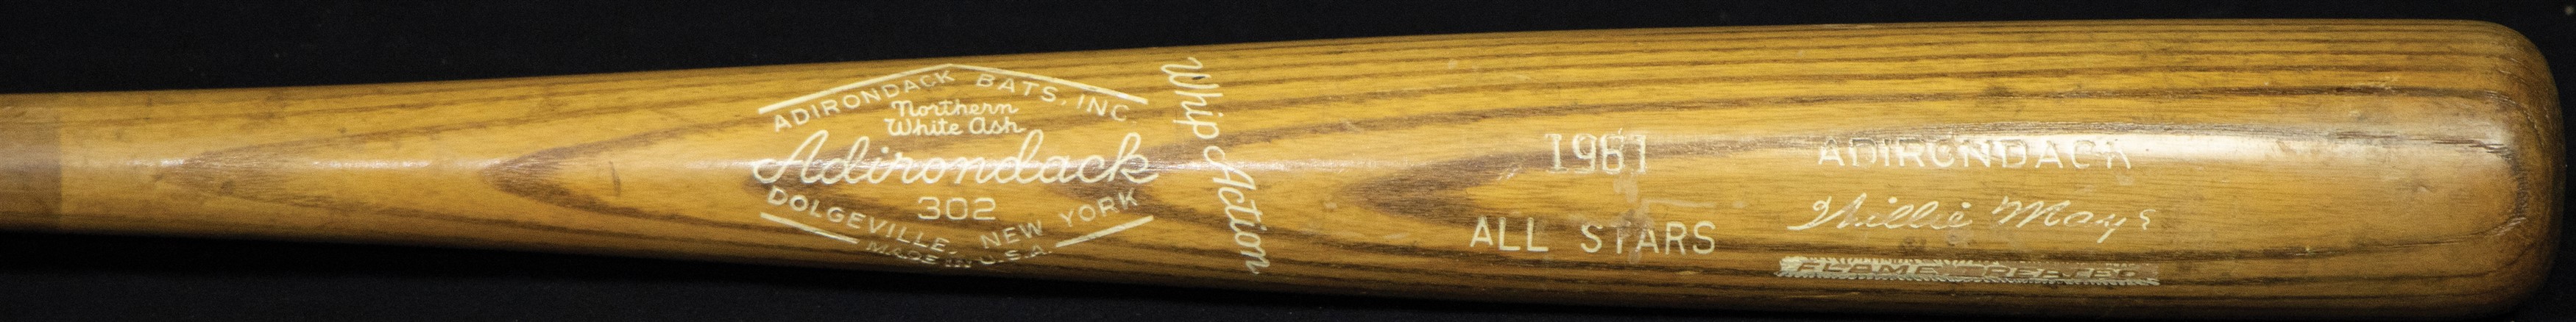 ADIRONDACK BATS, INC.
Northern
White Ash
Adirondack
302
DOLGEVILLE, NEW YORK
MADE IN U.S.A.
Whip Action
1961
ALL STARS
ADIRONDACK
Willie Mays
FLAME TREATED